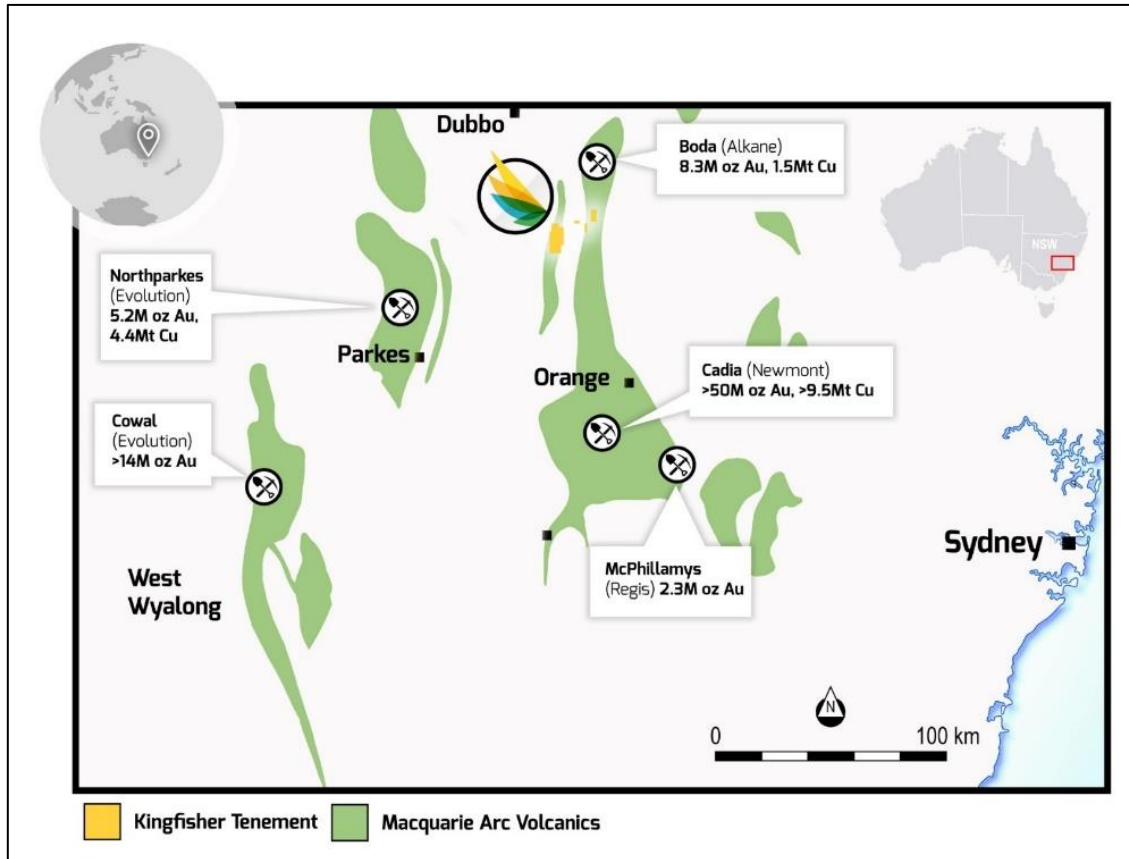 Dubbo
Boda (Alkane)
8.3M oz Au, 1.5Mt Cu
NSW
Northparkes
(Evolution)
5.2M oz Au,
4.4Mt Cu
Parkes
Orange
Cadia (Newmont)
>50M oz Au, >9.5Mt Cu
Cowal
(Evolution)
>14M oz Au
McPhillamys
(Regis) 2.3M oz Au
Sydney
West
Wyalong
N
0 100 km
Kingfisher Tenement Macquarie Arc Volcanics